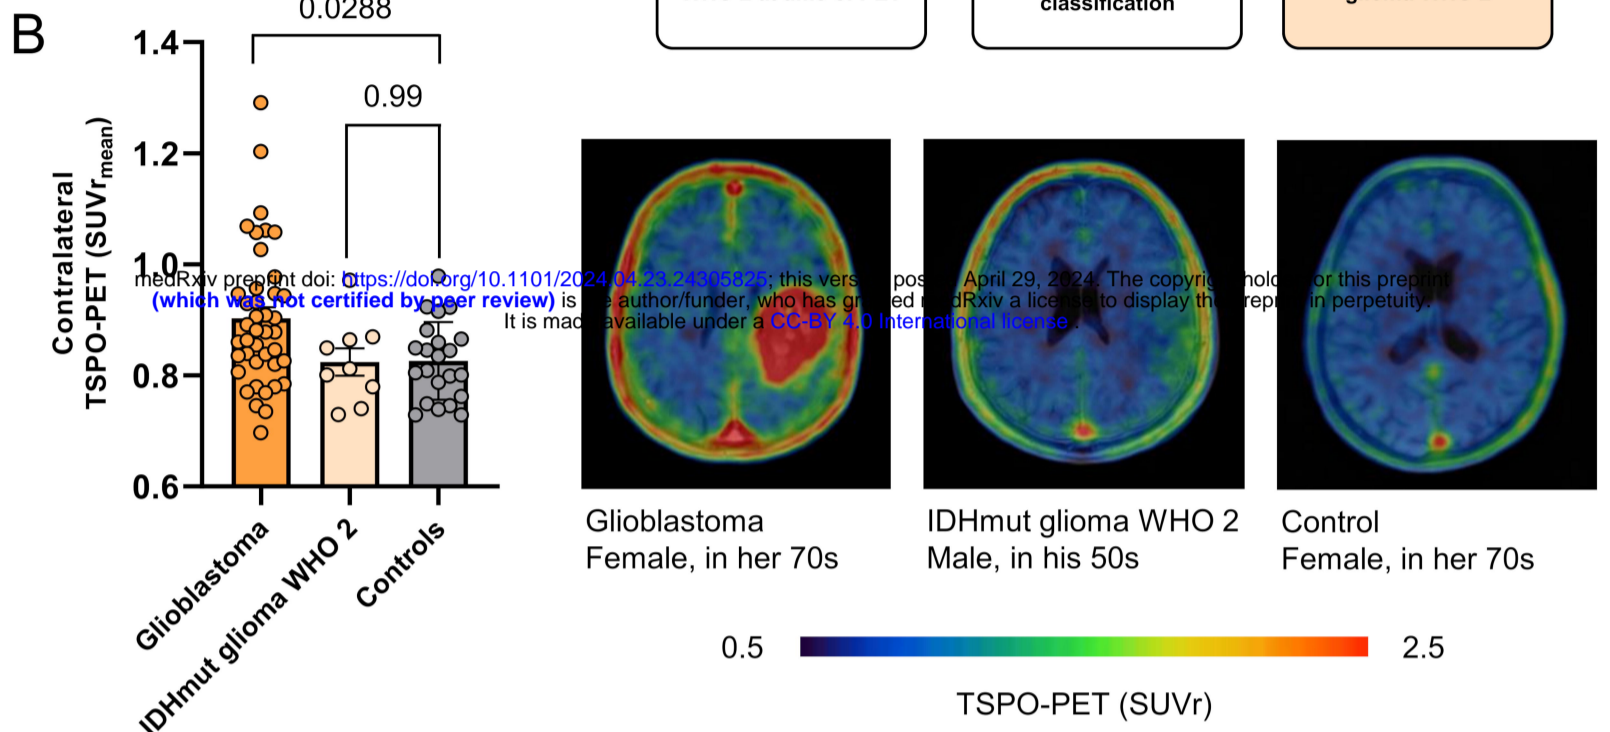 B
0.0288
classification
1.4
0.99
1.2
1.0
0.8
0.6
Contralateral
TSPO-PET (SUVr mean)
medRxiv preprint doi: https://doi.org/10.1101/2024.04.23.24305825; this version posted April 29, 2024. The copyright holder for this preprint
(which was not certified by peer review) is the author/funder, who has granted medRxiv a license to display the preprint in perpetuity.
It is made available under a CC-BY 4.0 International license .
Glioblastoma
IDHmut glioma WHO 2
Controls
Glioblastoma
Female, in her 70s
IDHmut glioma WHO 2
Male, in his 50s
Control
Female, in her 70s
0.5
2.5
TSPO-PET (SUVr)